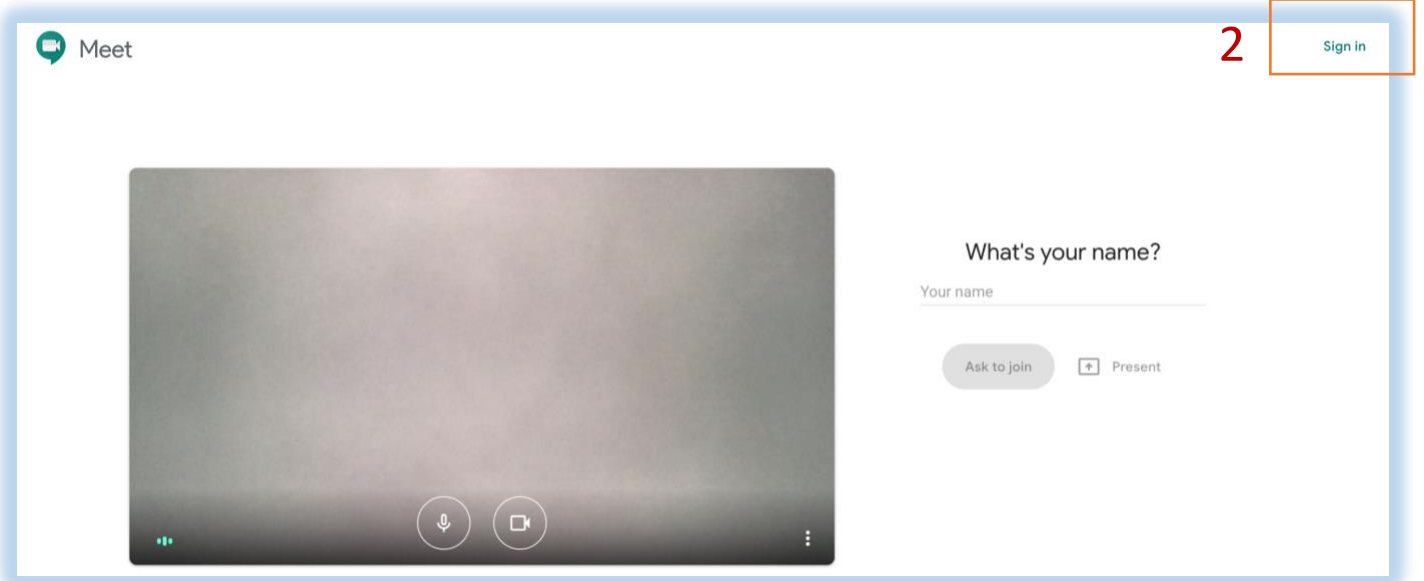 Meet
2
Sign in
What's your name?
Your name
Ask to join
Present